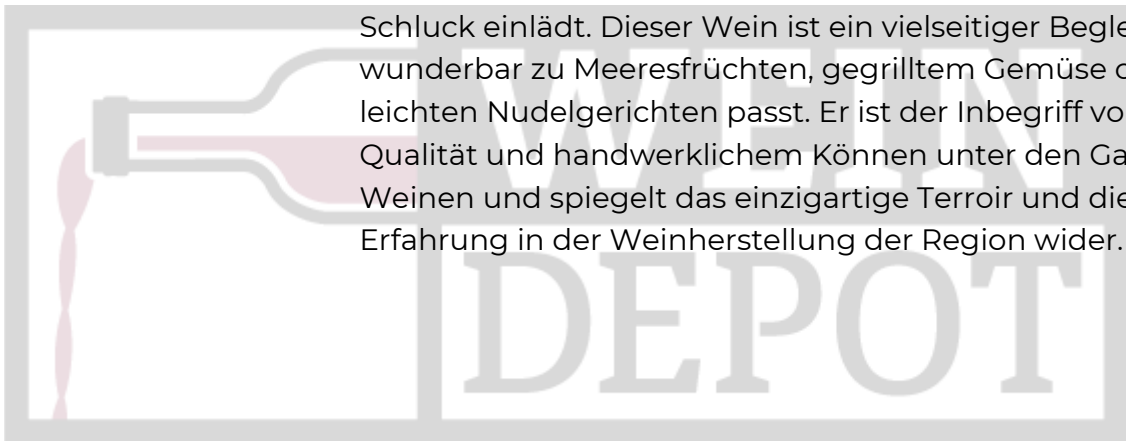 Schluck einlädt. Dieser Wein ist ein vielseitiger
wunderbar zu Meeresfrüchten, gegrilltem Gemüse
leichten Nudelgerichten passt. Er ist der Inbegriff
Qualität und handwerklichem Können unter den
Weinen und spiegelt das einzigartige Terroir und die
Erfahrung in der Weinherstellung der Region wider.
WEIN
DEPOT